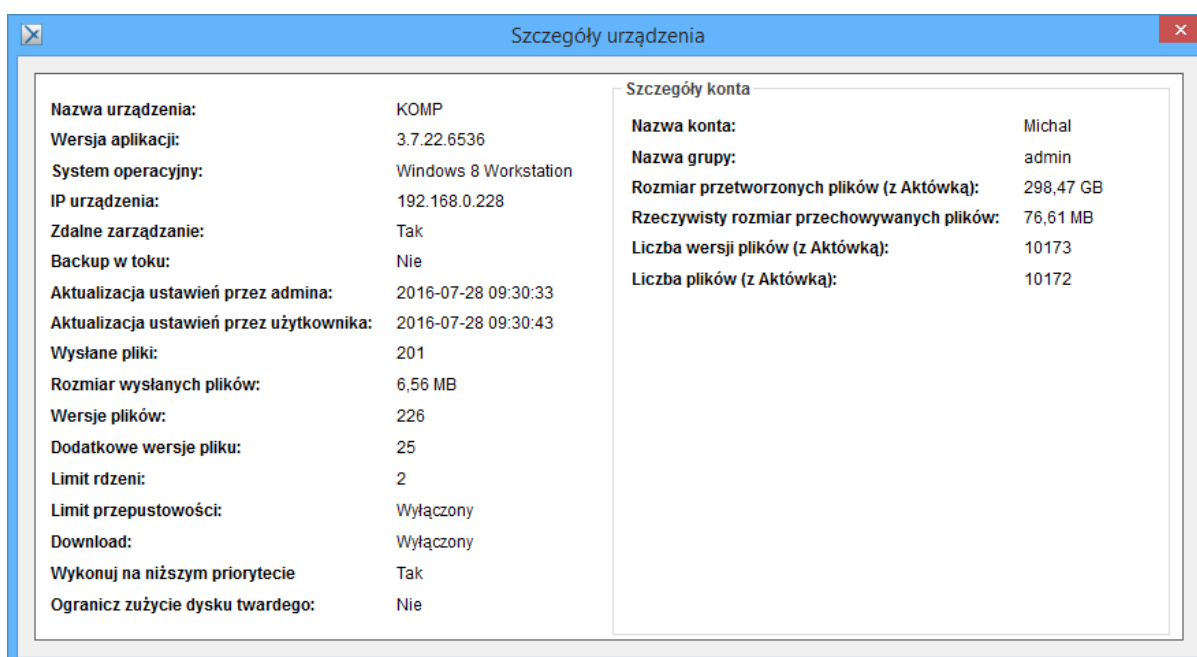 Szczegóły urządzenia
Nazwa urządzenia: KOMP
Wersja aplikacji: 3.7.22.6536
System operacyjny: Windows 8 Workstation
IP urządzenia: 192.168.0.228
Zdalne zarządzanie: Tak
Backup w toku: Nie
Aktualizacja ustawień przez admina: 2016-07-28 09:30:33
Aktualizacja ustawień przez użytkownika: 2016-07-28 09:30:43
Wysłane pliki: 201
Rozmiar wysłanych plików: 6,56 MB
Wersje plików: 226
Dodatkowe wersje pliku: 25
Limit rdzeni: 2
Limit przepustowości: Wyłączony
Download: Wyłączony
Wykonuj na niższym priorytecie Tak
Ogranicz zużycie dysku twardego: Nie
Szczegóły konta
Nazwa konta: Michal
Nazwa grupy: admin
Rozmiar przetworzonych plików (z Aktówką): 298,47 GB
Rzeczywisty rozmiar przechowywanych plików: 76,61 MB
Liczba wersji plików (z Aktówką): 10173
Liczba plików (z Aktówką): 10172